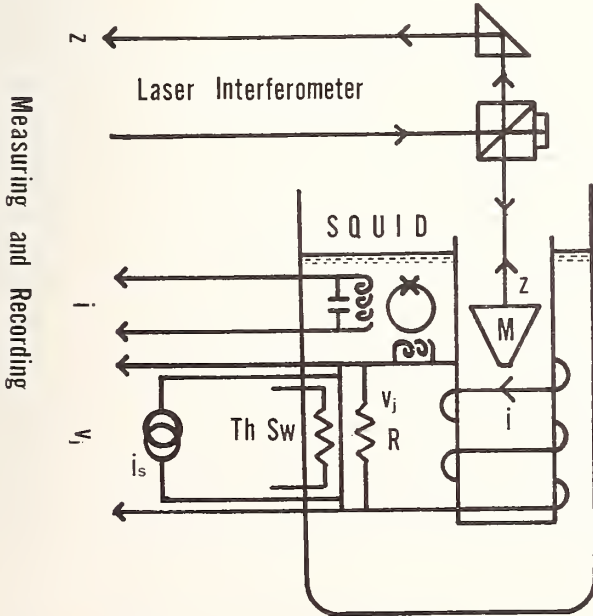 z
Laser Interferometer
Measuring and Recording
SQUID
z
M
i
i
vⱼ
R
Th Sw
iₛ
vⱼ